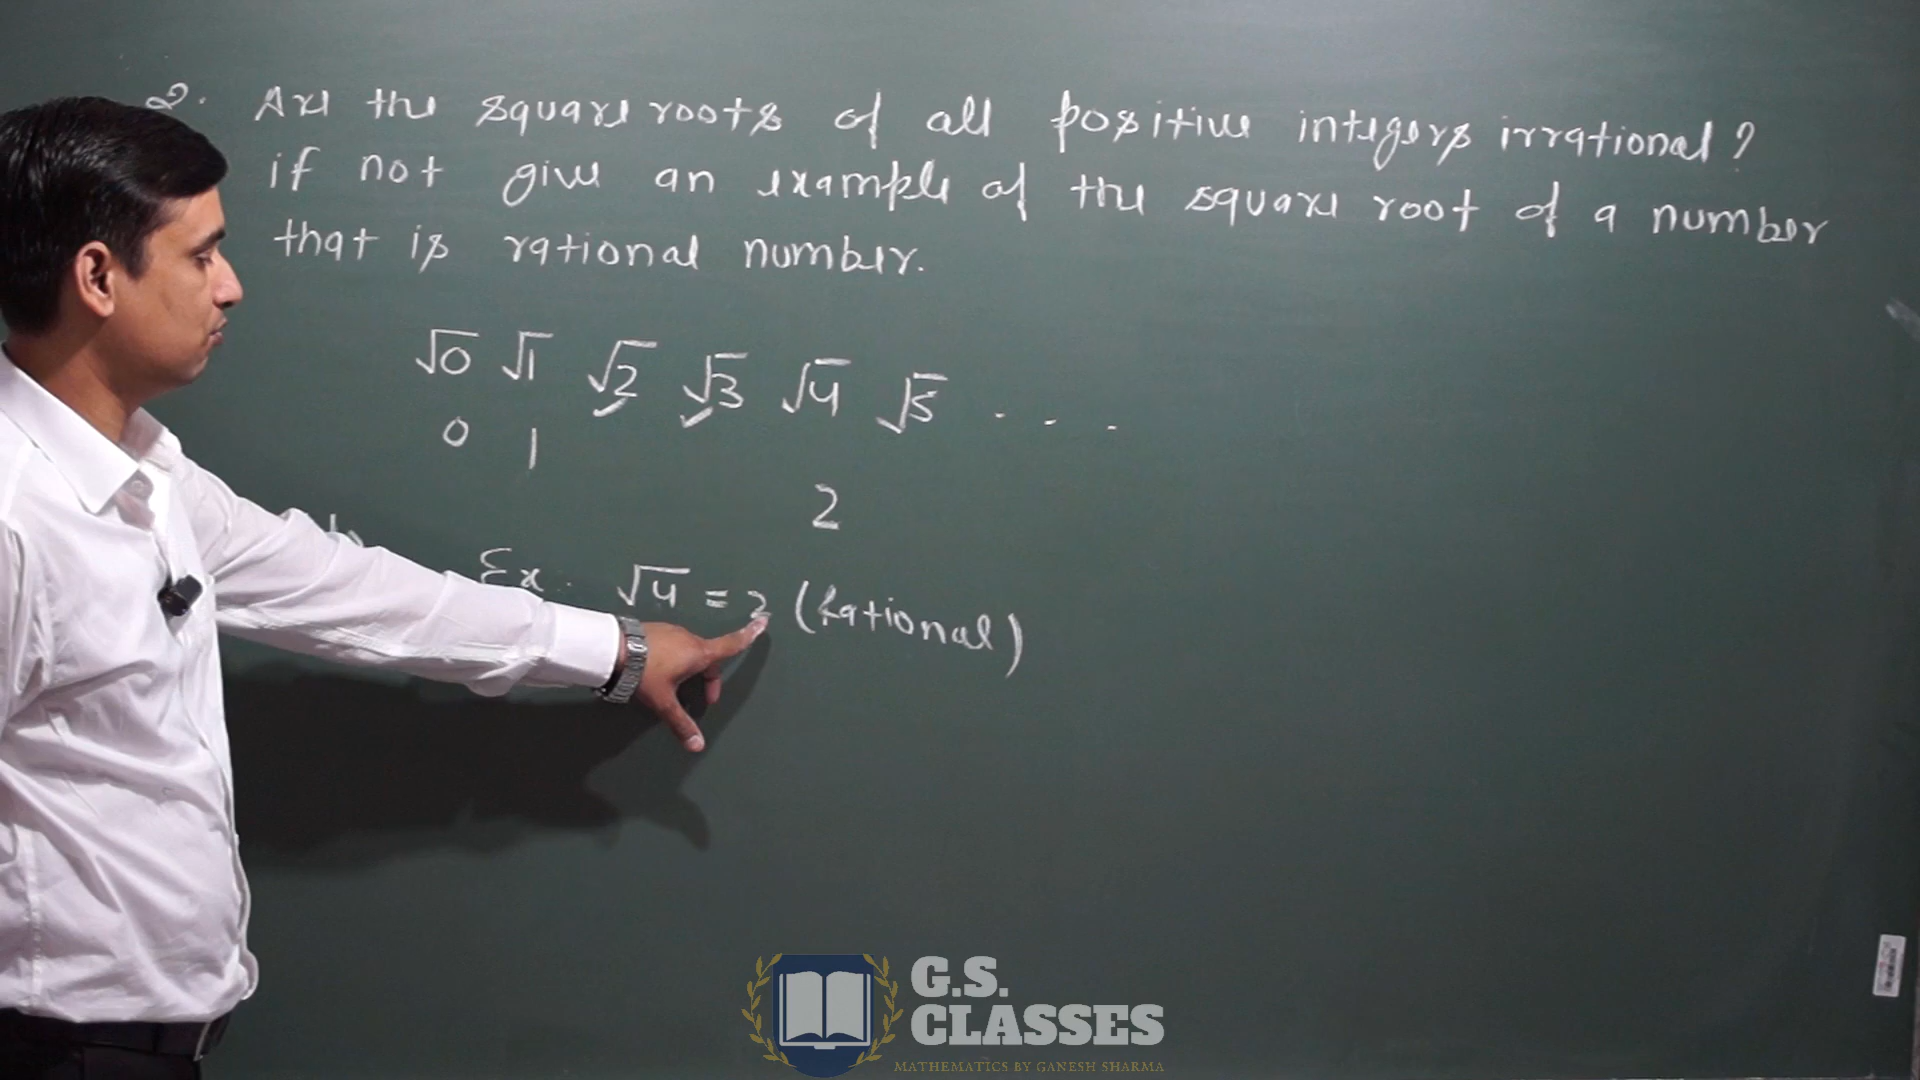 2. Are the square roots of all positive integers irrational?
if not give an example of the square root of a number
that is rational number.
√0 √1 √2 √3 √4 √5 . . .
0 1
2
Ex. √4 = 2 (Rational)
G.S.
CLASSES
MATHEMATICS BY GANESH SHARMA